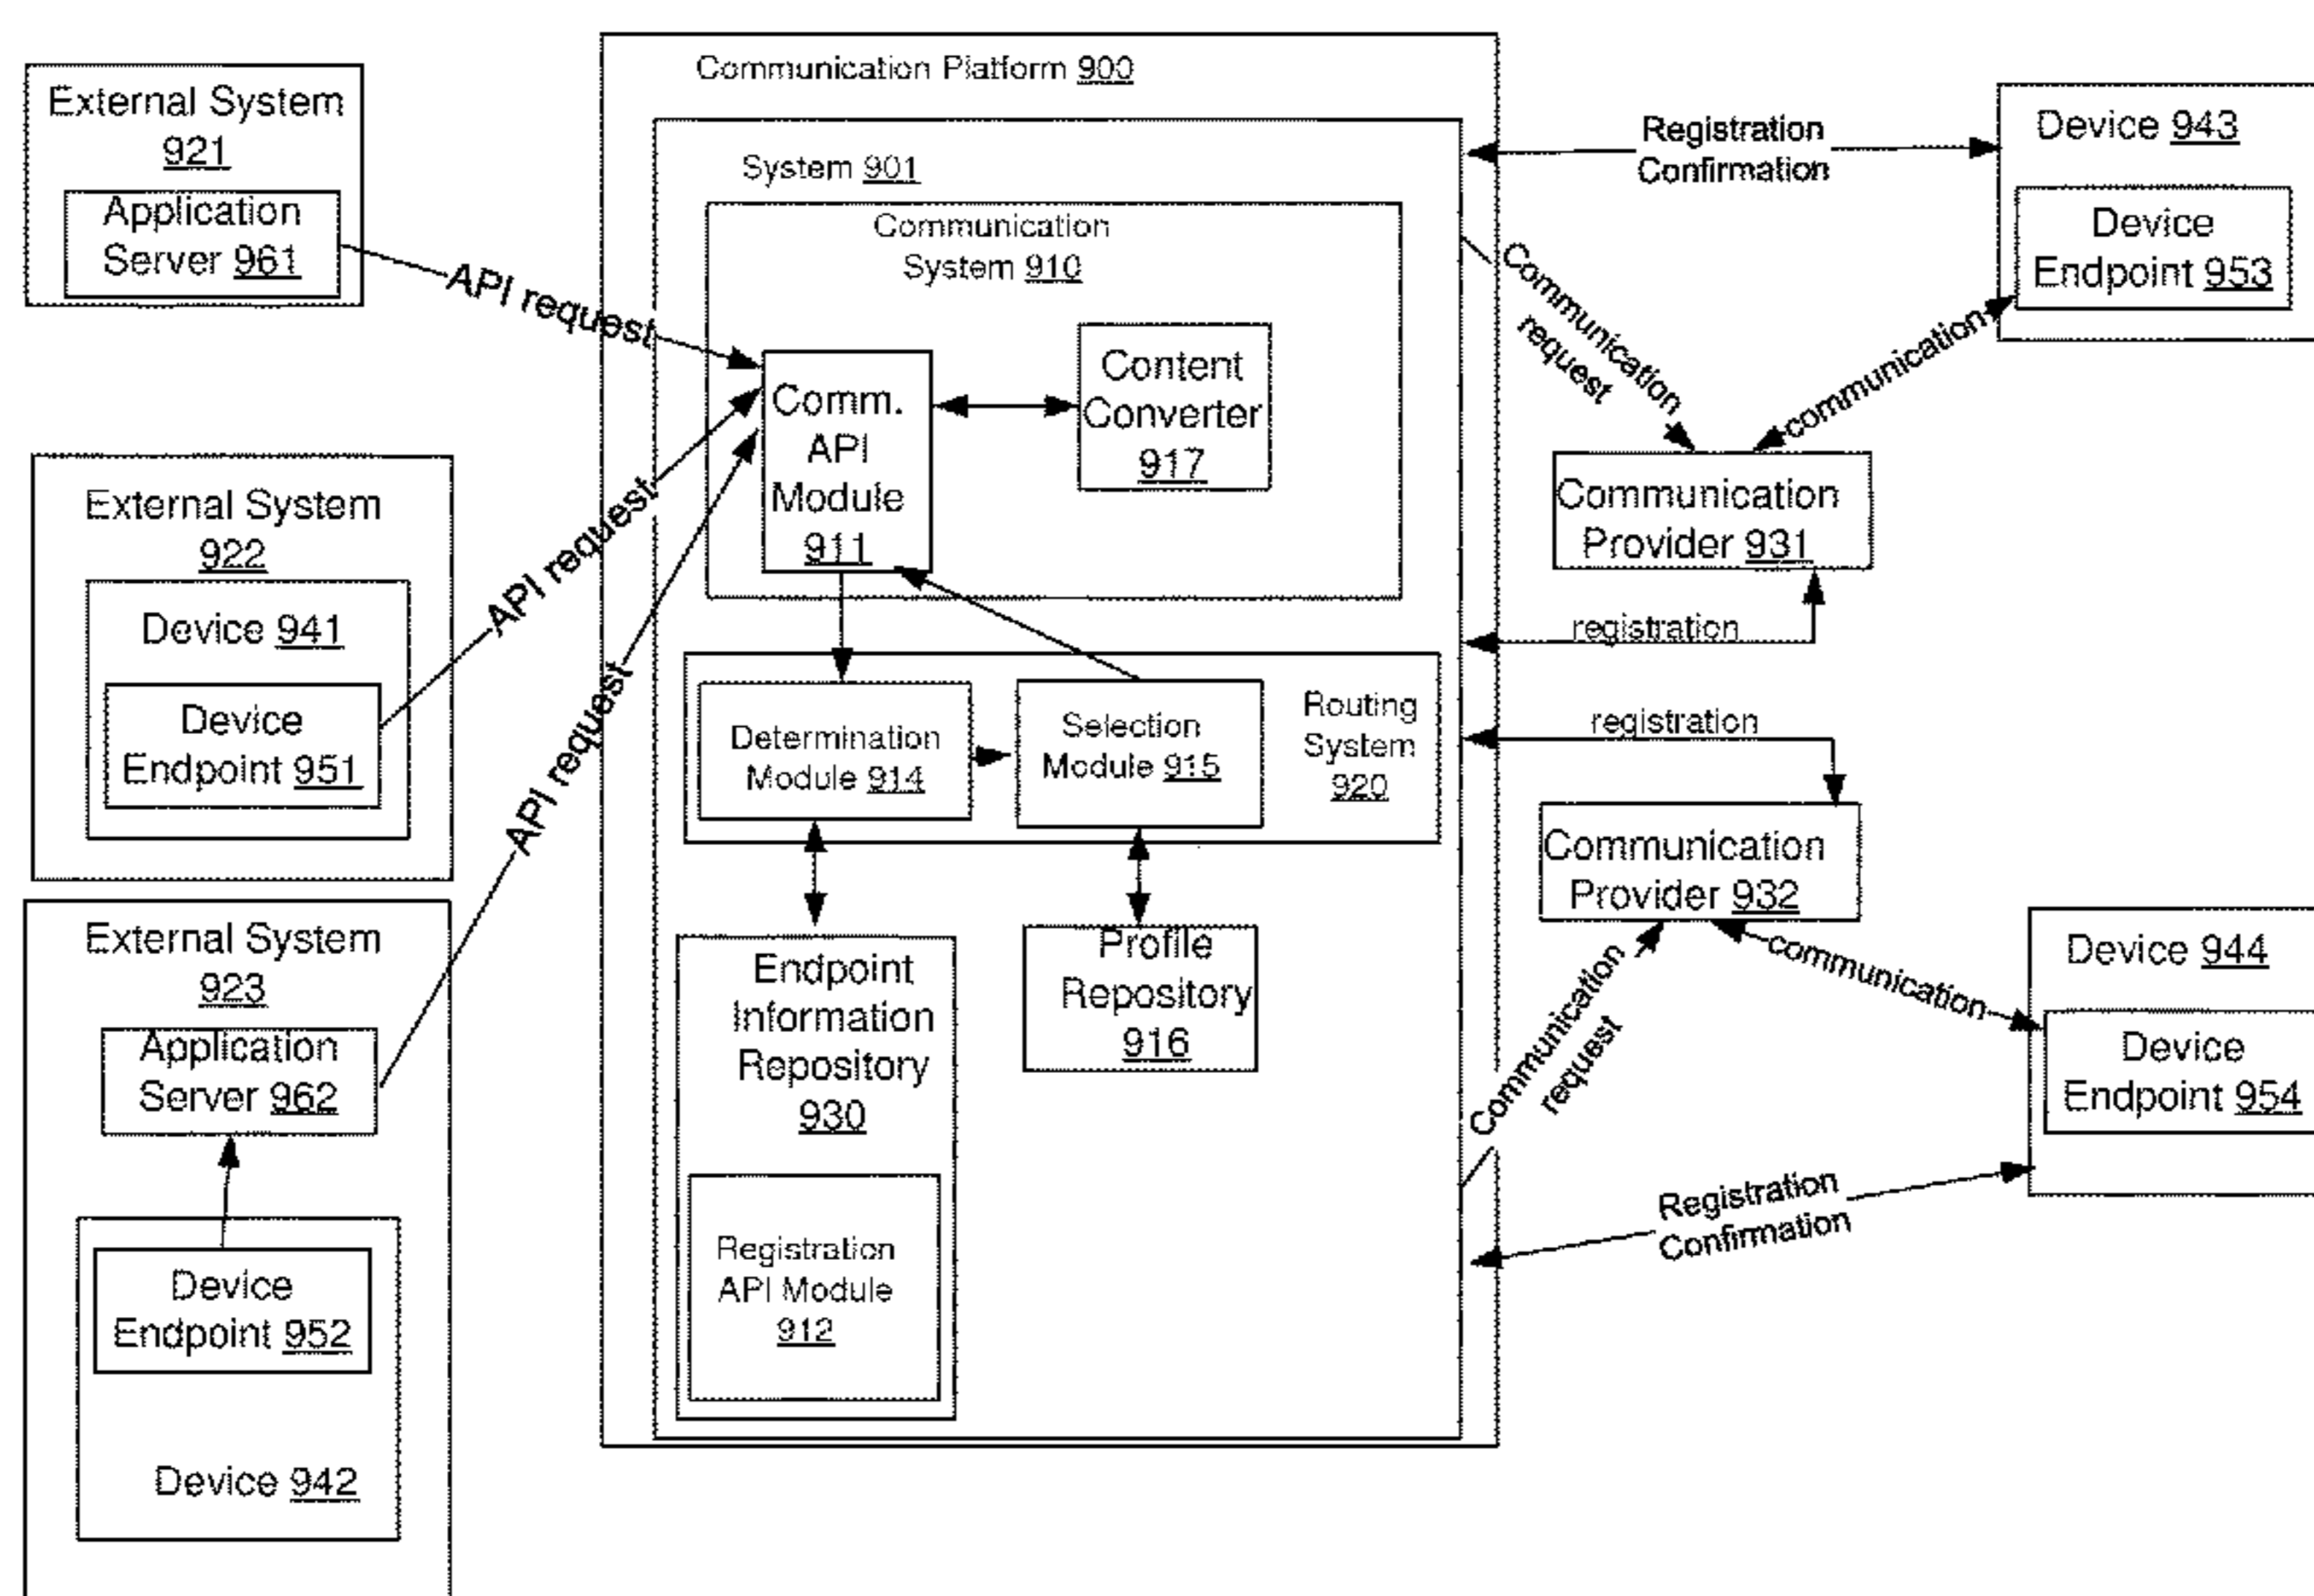 External System
921
Application
Server 961
API request
External System
922
Device 941
Device
Endpoint 951
API request
External System
923
Application
Server 962
API request
Device
Endpoint 952
Device 942
Communication Platform 900
System 901
Communication
System 910
Comm.
API
Module
911
Content
Converter
917
Determination
Module 914
Selection
Module 915
Routing
System
920
Endpoint
Information
Repository
930
Profile
Repository
916
Registration
API Module
912
Registration
Confirmation
Communication
request
communication
Device 943
Device
Endpoint 953
Communication
Provider 931
registration
registration
Communication
Provider 932
communication
Communication
request
Device 944
Device
Endpoint 954
Registration
Confirmation